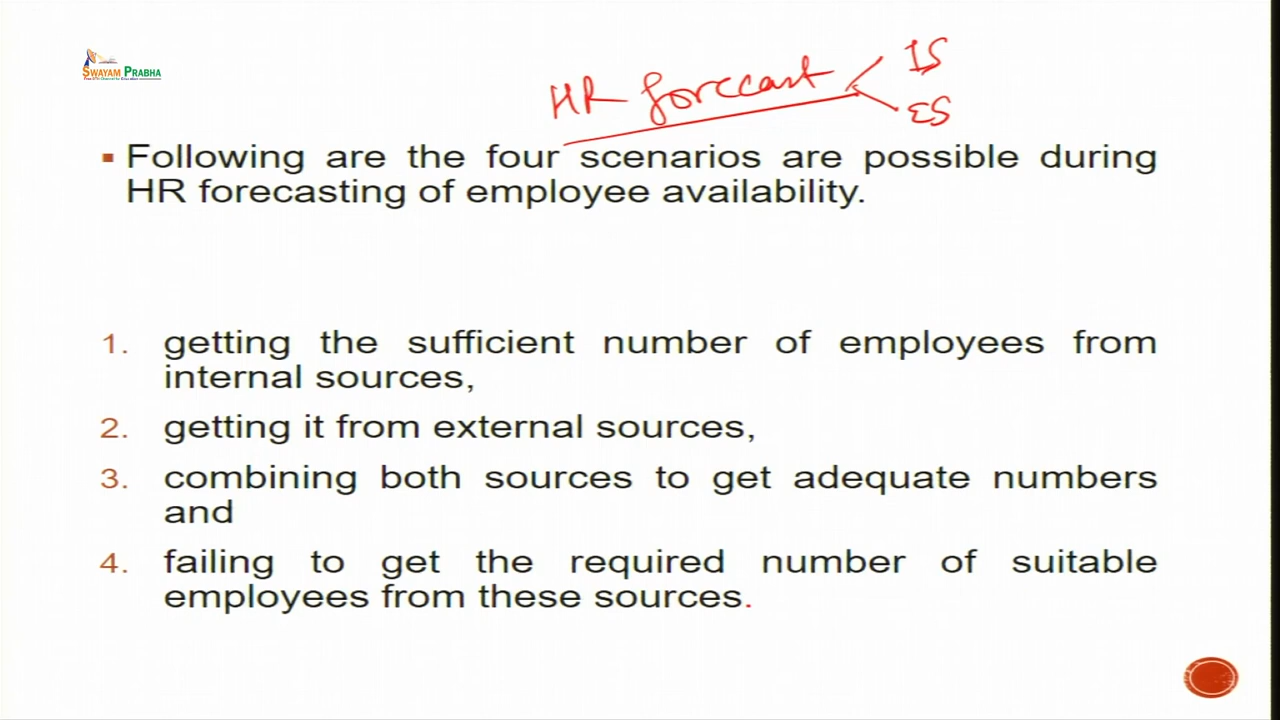 SWAYAM PRABHA
HR forecast
IS
ES
Following are the four scenarios are possible during
HR forecasting of employee availability.
1. getting the sufficient number of employees from
internal sources,
2. getting it from external sources,
3. combining both sources to get adequate numbers
and
4. failing to get the required number of suitable
employees from these sources.